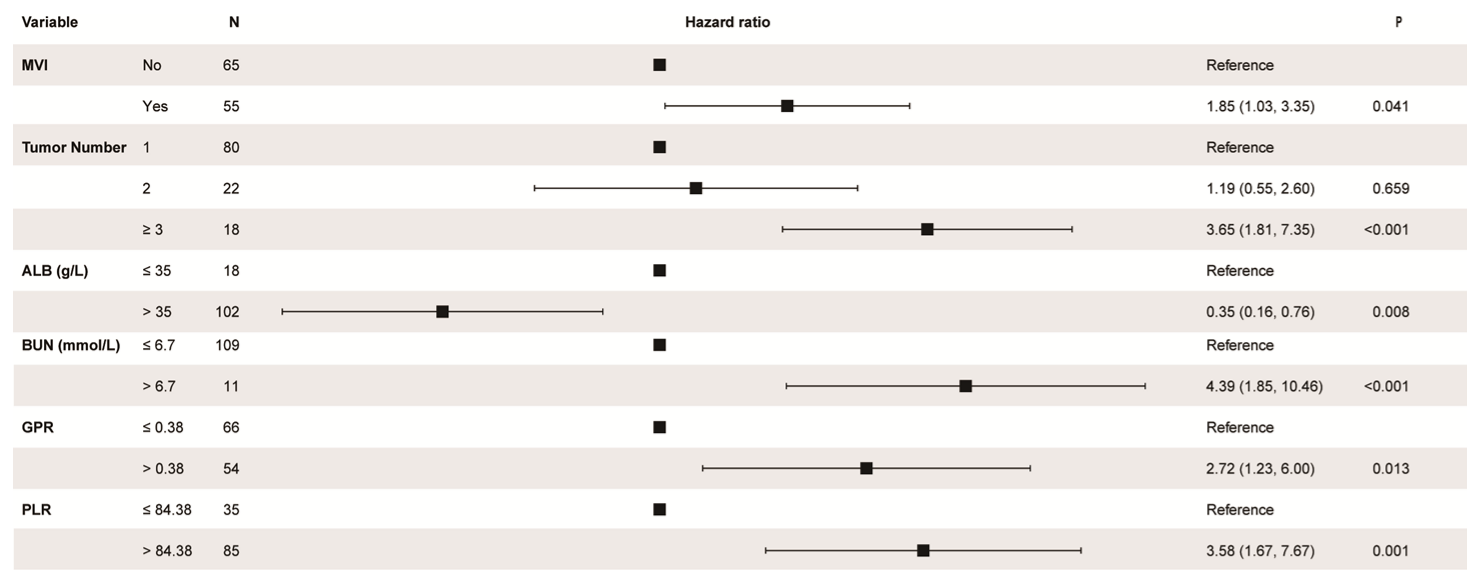 Variable N Hazard ratio P
MVI No 65 Reference
Yes 55 1.85 (1.03, 3.35) 0.041
Tumor Number 1 80 Reference
2 22 1.19 (0.55, 2.60) 0.659
≥ 3 18 3.65 (1.81, 7.35) <0.001
ALB (g/L) ≤ 35 18 Reference
> 35 102 0.35 (0.16, 0.76) 0.008
BUN (mmol/L) ≤ 6.7 109 Reference
> 6.7 11 4.39 (1.85, 10.46) <0.001
GPR ≤ 0.38 66 Reference
> 0.38 54 2.72 (1.23, 6.00) 0.013
PLR ≤ 84.38 35 Reference
> 84.38 85 3.58 (1.67, 7.67) 0.001